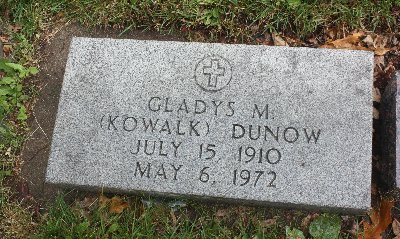 GLADYS M.
(KOWALK) DUNOW
JULY 15, 1910
MAY 6, 1972